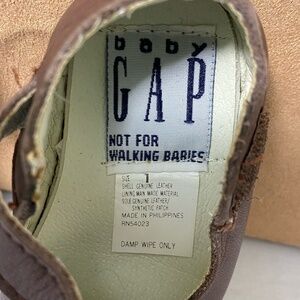 baby
GAP
NOT FOR
WALKING BABIES
SIZE 1
SHELL GENUINE LEATHER
LINING MAN MADE MATERIAL
SOLE GENUINE LEATHER/
SYNTHETIC PATCH
MADE IN PHILIPPINES
RN54023
DAMP WIPE ONLY